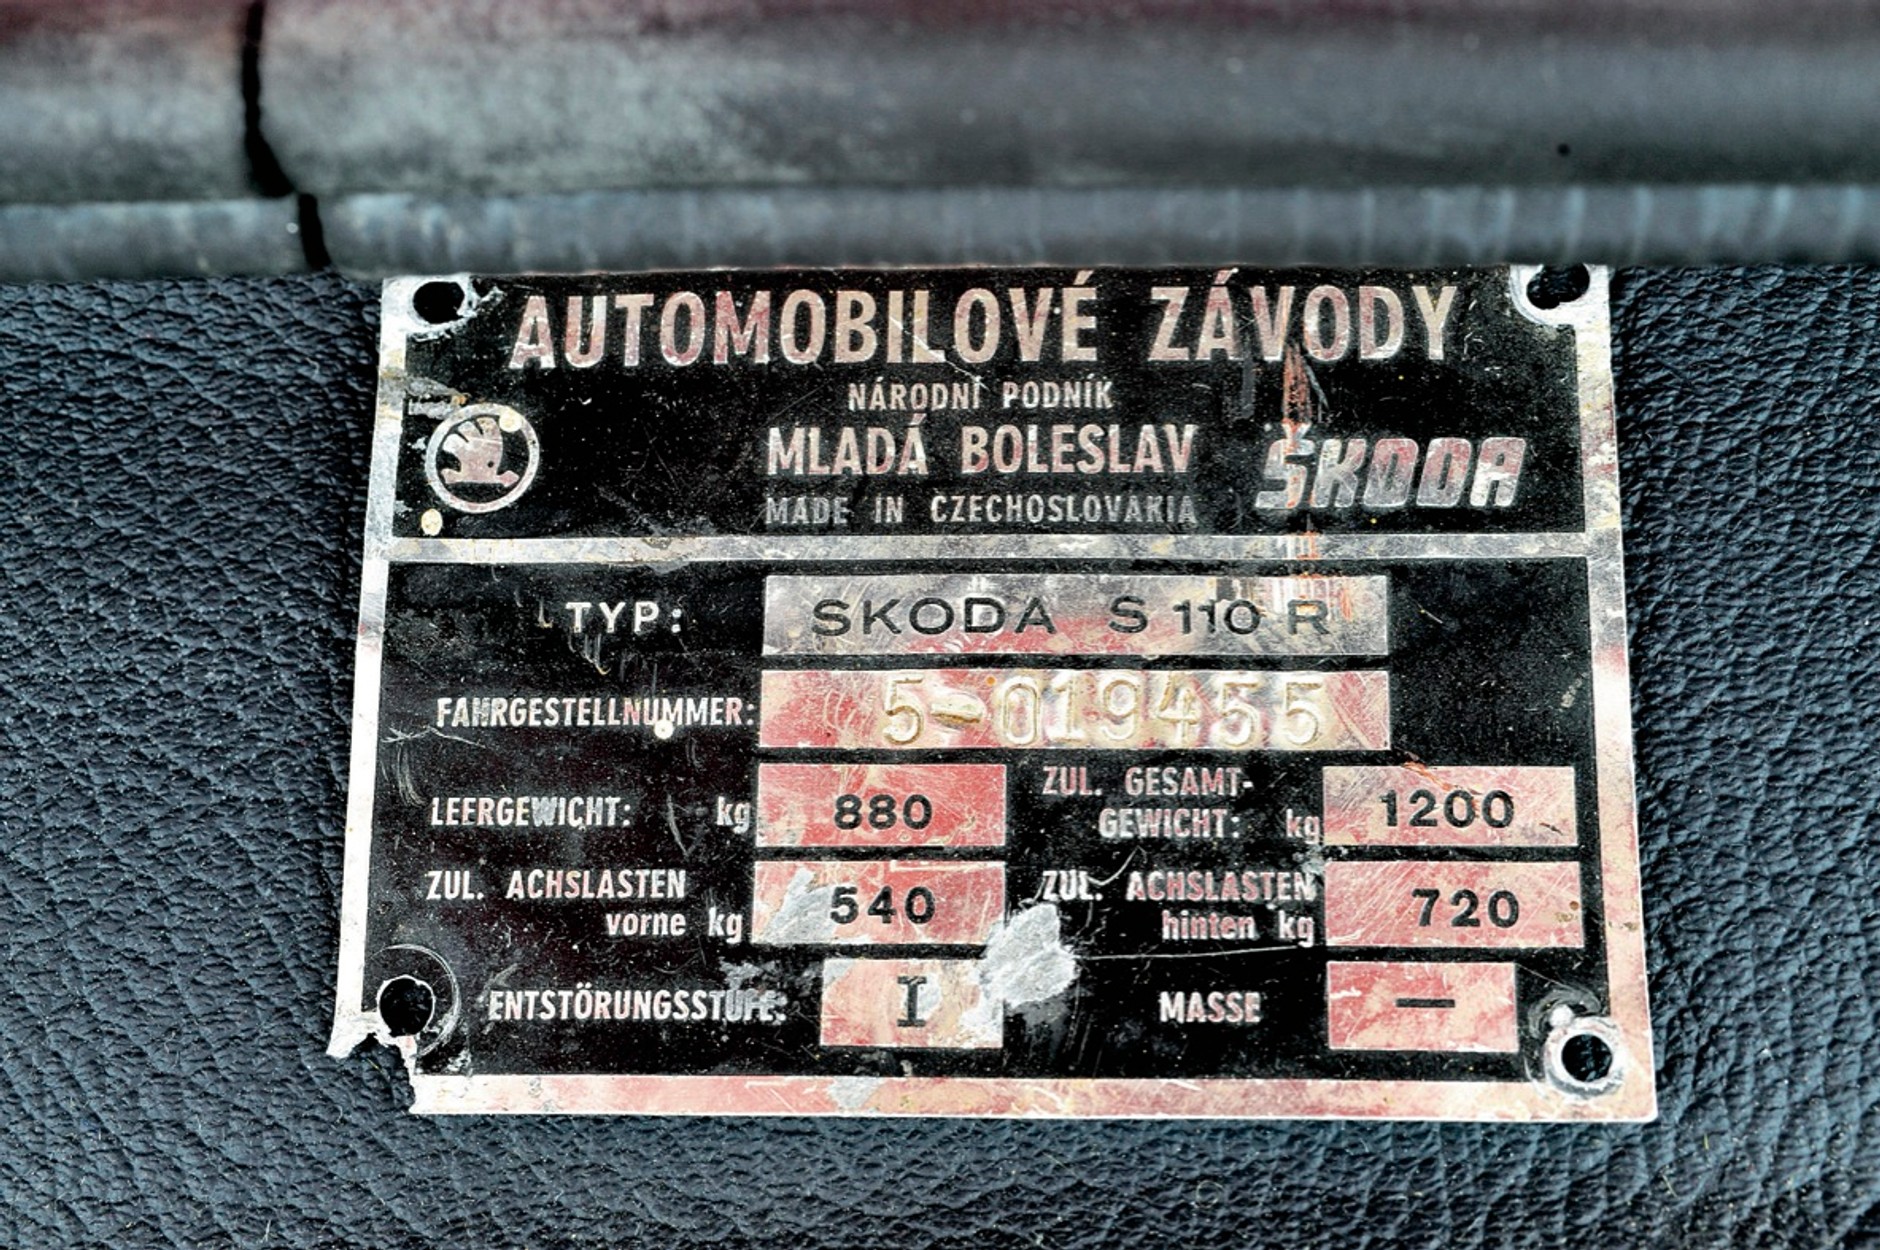 AUTOMOBILOVÉ ZÁVODY
NÁRODNÍ PODNÍK
MLADÁ BOLESLAV ŠKODA
MADE IN CZECHOSLOVAKIA
TYP: SKODA S 110 R
FAHRGESTELLNUMMER: 5-019455
LEERGEWICHT: kg 880 ZUL. GESAMT-
GEWICHT: kg 1200
ZUL. ACHSLASTEN
vorne kg 540 ZUL. ACHSLASTEN
hinten kg 720
ENTSTÖRUNGSSTUFE: I MASSE —